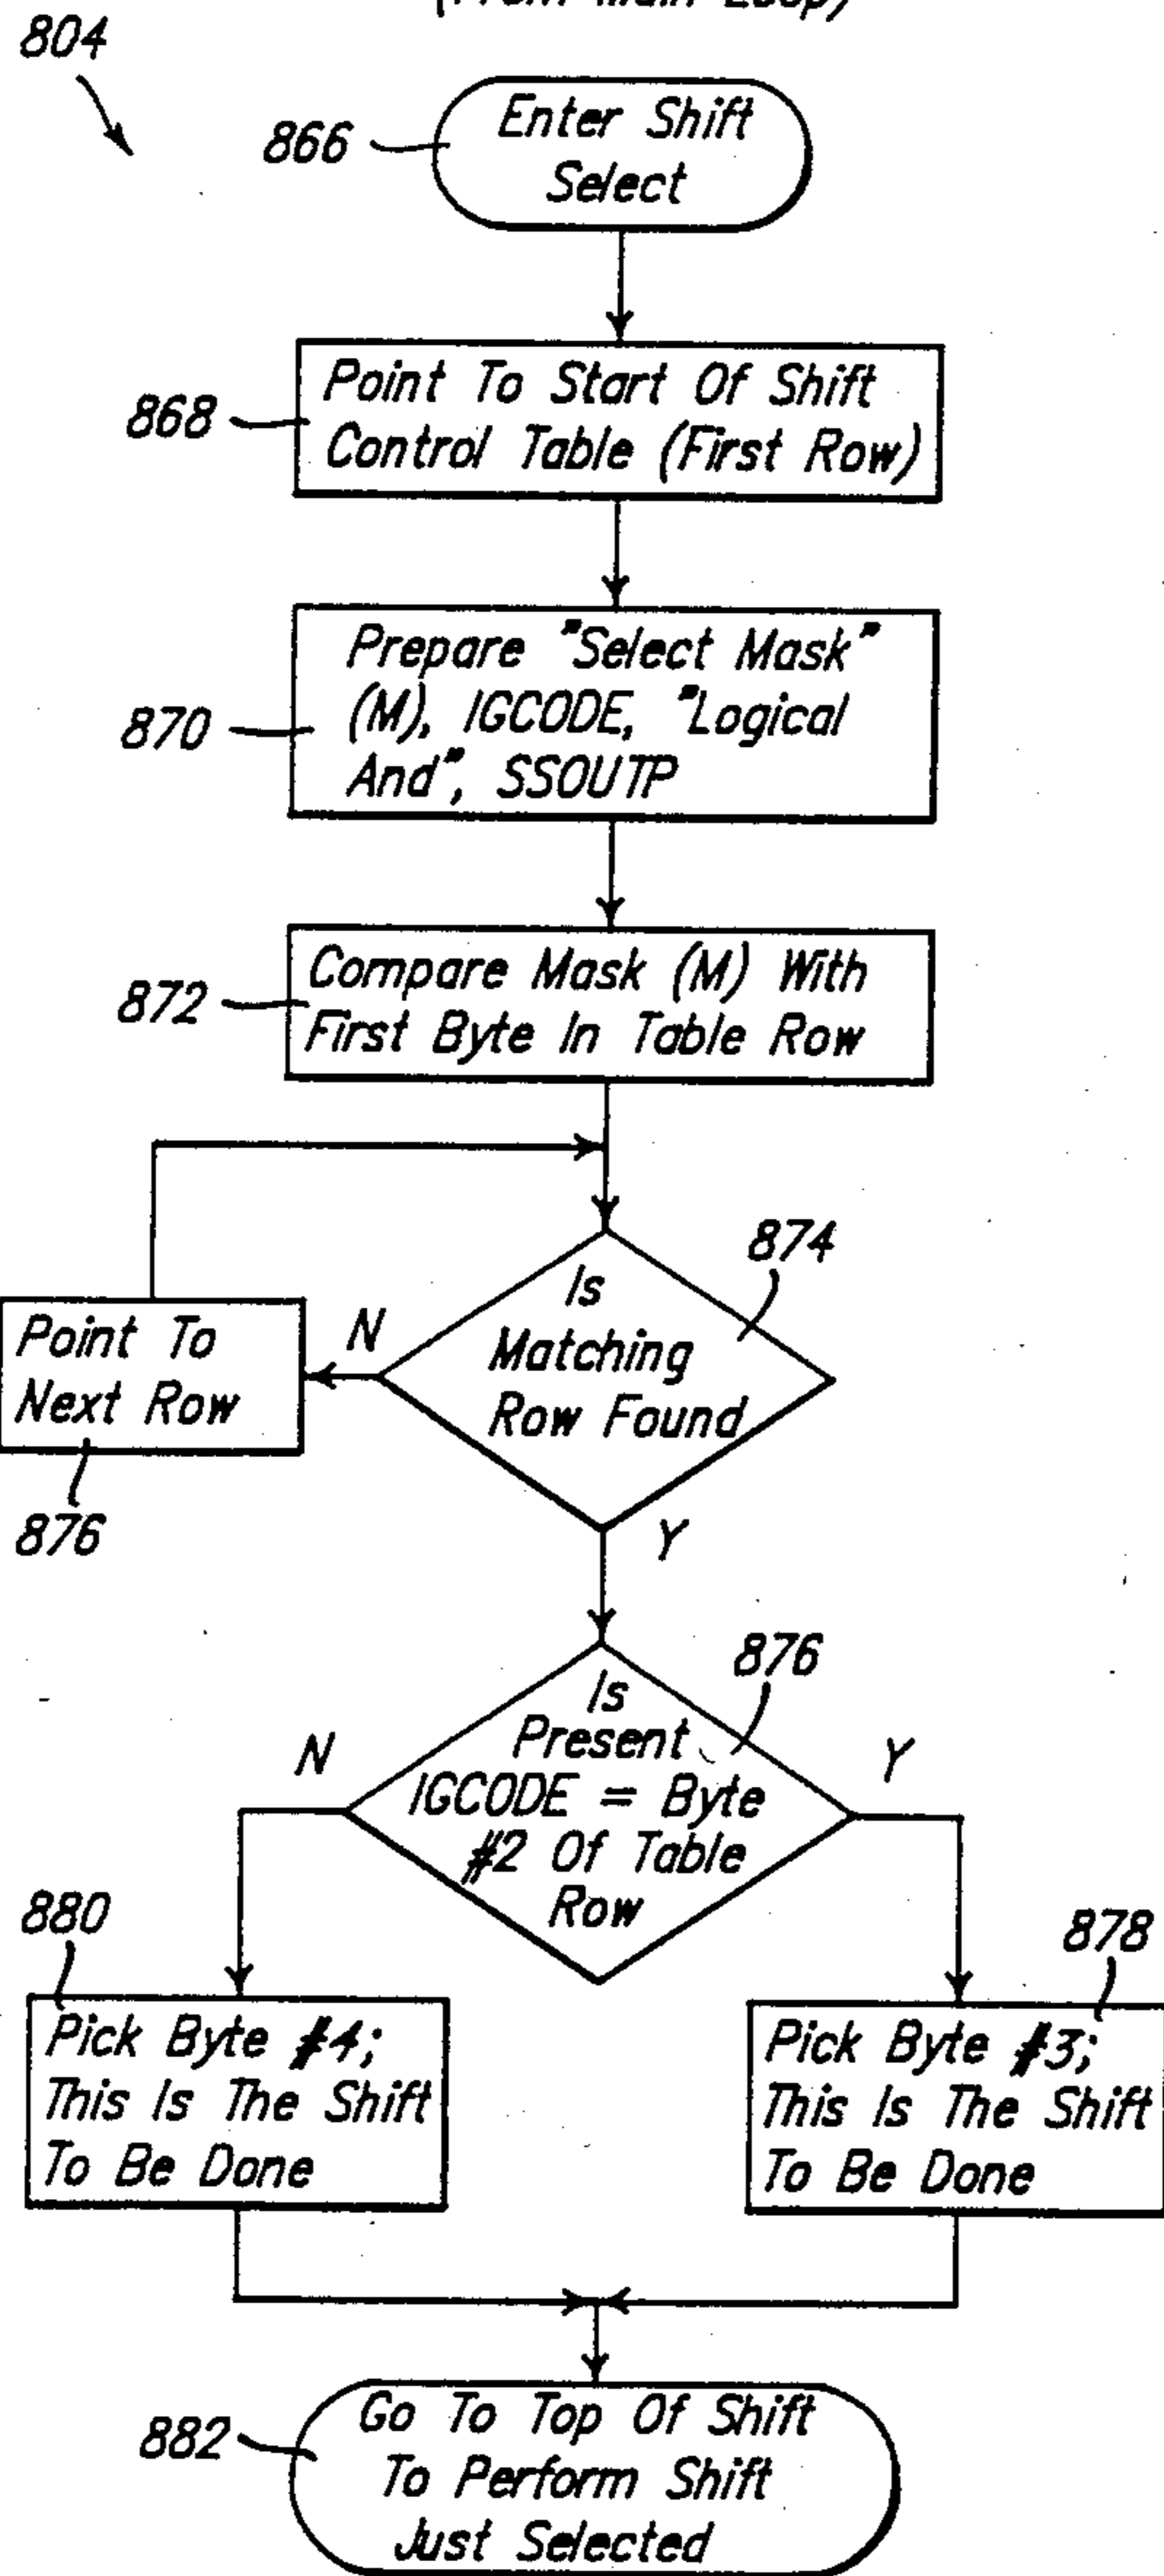 (From Main Loop)
804
866
Enter Shift
Select
868
Point To Start Of Shift
Control Table (First Row)
870
Prepare "Select Mask"
(M), IGCODE, "Logical
And", SSOUTP
872
Compare Mask (M) With
First Byte In Table Row
874
Is
Matching
Row Found
N
Point To
Next Row
876
Y
876
Is
Present
IGCODE = Byte
#2 Of Table
Row
N
Y
880
Pick Byte #4;
This Is The Shift
To Be Done
878
Pick Byte #3;
This Is The Shift
To Be Done
882
Go To Top Of Shift
To Perform Shift
Just Selected